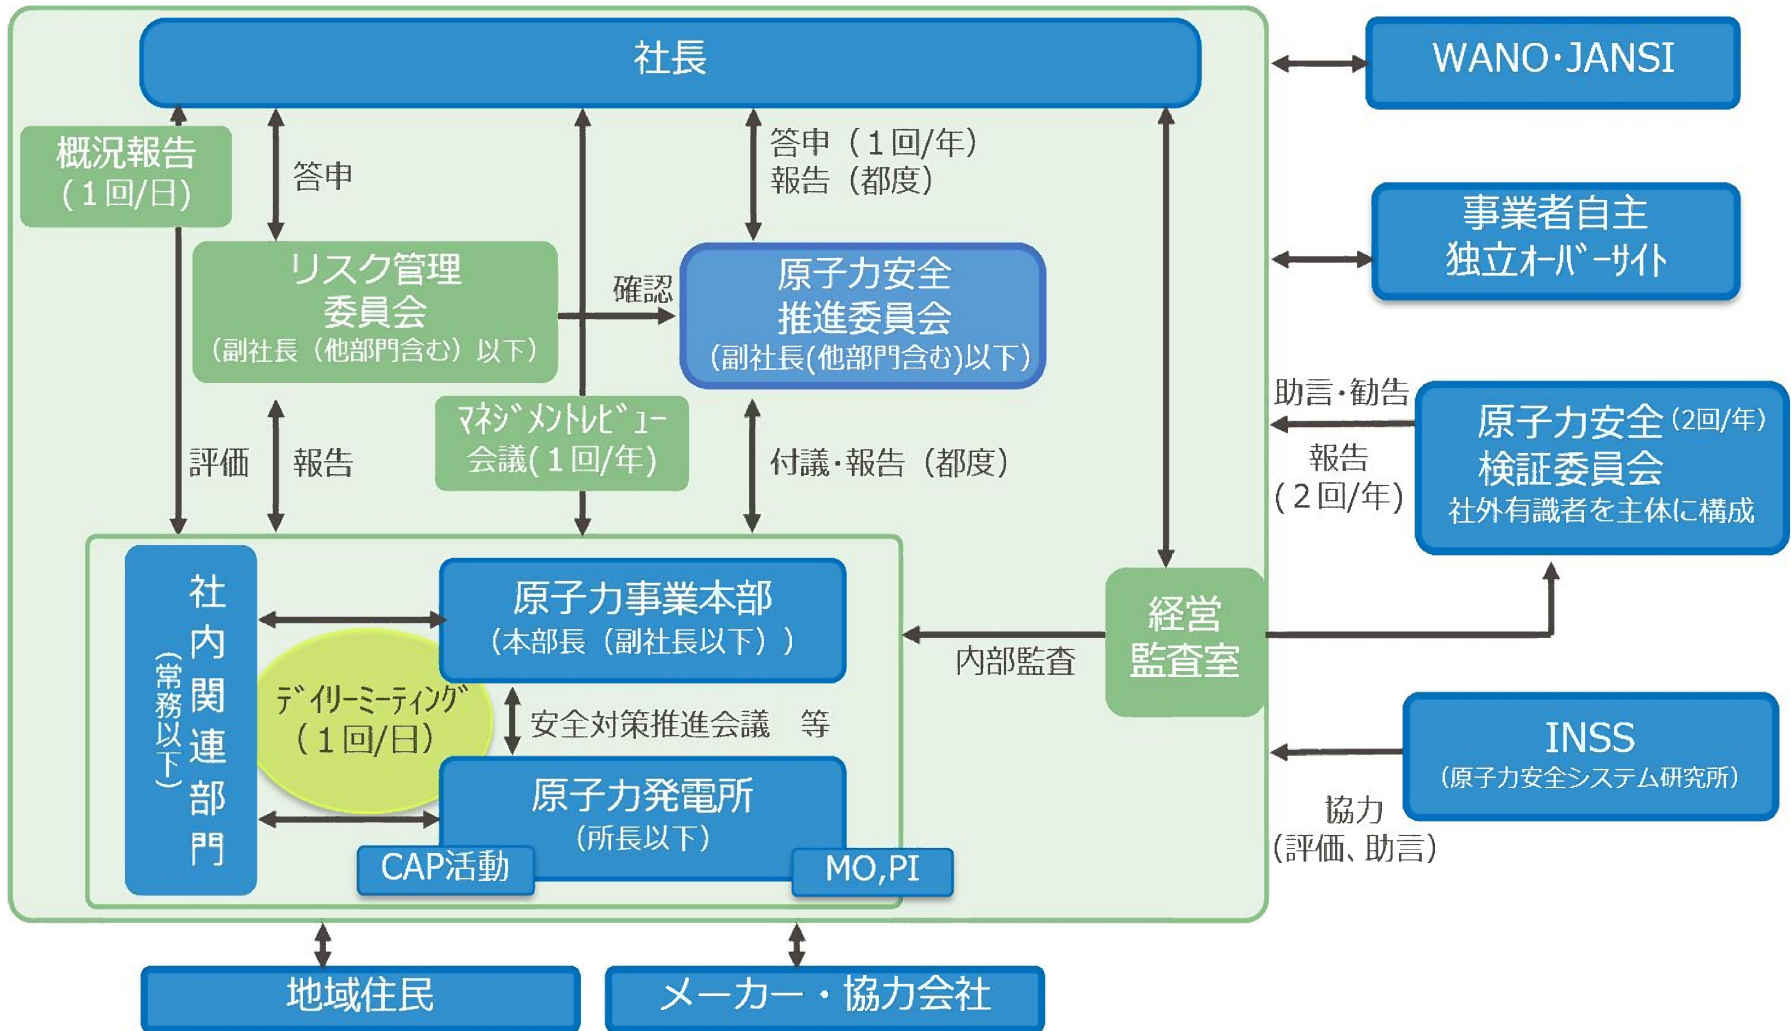 社長
WANO・JANSI
概況報告
(１回/日)
答申
答申（１回/年）
報告（都度）
事業者自主
独立ｵｰﾊﾞｰｻｲﾄ
リスク管理
委員会
（副社長（他部門含む）以下）
確認
原子力安全
推進委員会
(副社長(他部門含む)以下）
助言・勧告
報告
(２回/年)
原子力安全(2回/年)
検証委員会
社外有識者を主体に構成
評価
報告
ﾏﾈｼﾞﾒﾝﾄﾚﾋﾞｭｰ
会議(１回/年)
付議・報告（都度）
社内関連部門
（常務以下）
原子力事業本部
（本部長（副社長以下））
ﾃﾞｲﾘｰﾐｰﾃｨﾝｸﾞ
（１回/日）
安全対策推進会議　等
原子力発電所
（所長以下）
CAP活動
MO,PI
内部監査
経営
監査室
INSS
（原子力安全システム研究所）
協力
(評価、助言)
地域住民
メーカー・協力会社